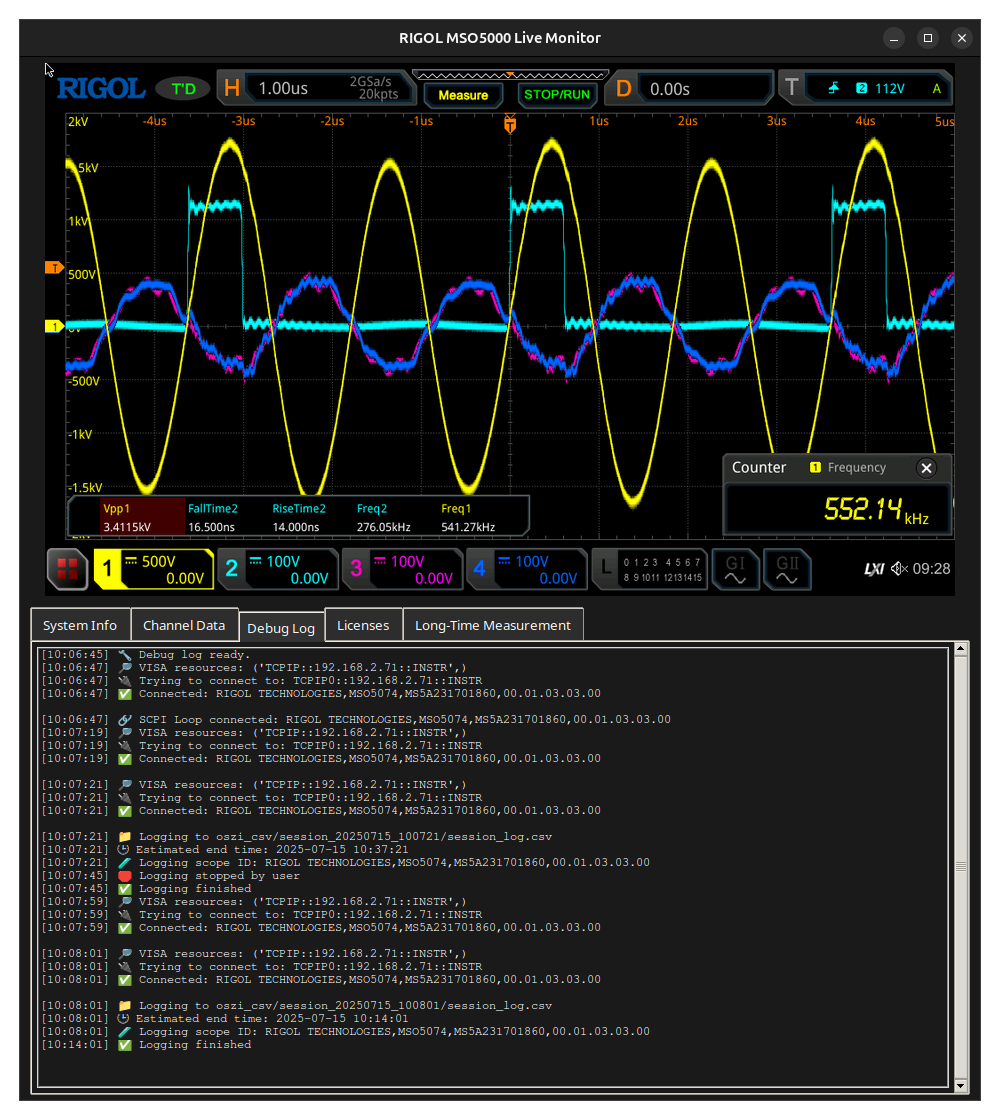 RIGOL MSO5000 Live Monitor
RIGOL T'D H 1.00us 2GSa/s 20kpts Measure STOP/RUN D 0.00s T 2 112V A
2kV -4us -3us -2us -1us T 1us 2us 3us 4us 5us
.5kV
1kV
T
500V
1 0V
-500V
-1kV
-1.5kV
Counter 1 Frequency
552.14 kHz
Vpp1 FallTime2 RiseTime2 Freq2 Freq1
3.4115kV 16.500ns 14.000ns 276.05kHz 541.27kHz
-2kV
1 500V 0.00V 2 100V 0.00V 3 100V 0.00V 4 100V 0.00V L 0 1 2 3 4 5 6 7 8 9 1011 12131415 GI GII LXI 09:28
System Info Channel Data Debug Log Licenses Long-Time Measurement
[10:06:45] 🔧 Debug log ready.
[10:06:47] 🔎 VISA resources: ('TCPIP::192.168.2.71::INSTR',)
[10:06:47] 🔌 Trying to connect to: TCPIP0::192.168.2.71::INSTR
[10:06:47] ✅ Connected: RIGOL TECHNOLOGIES,MSO5074,MS5A231701860,00.01.03.03.00
[10:06:47] 🔗 SCPI Loop connected: RIGOL TECHNOLOGIES,MSO5074,MS5A231701860,00.01.03.03.00
[10:07:19] 🔎 VISA resources: ('TCPIP::192.168.2.71::INSTR',)
[10:07:19] 🔌 Trying to connect to: TCPIP0::192.168.2.71::INSTR
[10:07:19] ✅ Connected: RIGOL TECHNOLOGIES,MSO5074,MS5A231701860,00.01.03.03.00
[10:07:21] 🔎 VISA resources: ('TCPIP::192.168.2.71::INSTR',)
[10:07:21] 🔌 Trying to connect to: TCPIP0::192.168.2.71::INSTR
[10:07:21] ✅ Connected: RIGOL TECHNOLOGIES,MSO5074,MS5A231701860,00.01.03.03.00
[10:07:21] 📁 Logging to oszi_csv/session_20250715_100721/session_log.csv
[10:07:21] 🕒 Estimated end time: 2025-07-15 10:37:21
[10:07:21] 🧪 Logging scope ID: RIGOL TECHNOLOGIES,MSO5074,MS5A231701860,00.01.03.03.00
[10:07:45] 🛑 Logging stopped by user
[10:07:45] ✅ Logging finished
[10:07:59] 🔎 VISA resources: ('TCPIP::192.168.2.71::INSTR',)
[10:07:59] 🔌 Trying to connect to: TCPIP0::192.168.2.71::INSTR
[10:07:59] ✅ Connected: RIGOL TECHNOLOGIES,MSO5074,MS5A231701860,00.01.03.03.00
[10:08:01] 🔎 VISA resources: ('TCPIP::192.168.2.71::INSTR',)
[10:08:01] 🔌 Trying to connect to: TCPIP0::192.168.2.71::INSTR
[10:08:01] ✅ Connected: RIGOL TECHNOLOGIES,MSO5074,MS5A231701860,00.01.03.03.00
[10:08:01] 📁 Logging to oszi_csv/session_20250715_100801/session_log.csv
[10:08:01] 🕒 Estimated end time: 2025-07-15 10:14:01
[10:08:01] 🧪 Logging scope ID: RIGOL TECHNOLOGIES,MSO5074,MS5A231701860,00.01.03.03.00
[10:14:01] ✅ Logging finished